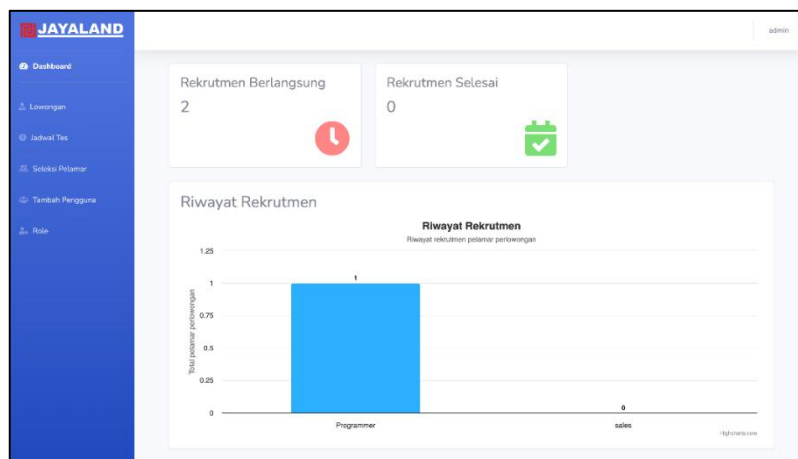 JAYALAND
admin
Dashboard
Lowongan
Jadwal Tes
Seleksi Pelamar
Tambah Pengguna
Role
Rekrutmen Berlangsung
2
Rekrutmen Selesai
0
Riwayat Rekrutmen
Riwayat Rekrutmen
Riwayat rekrutmen pelamar perlowongan
Total pelamar perlowongan
1.25
1
0.75
0.5
0.25
0
1
0
Programmer
sales
Highcharts.com